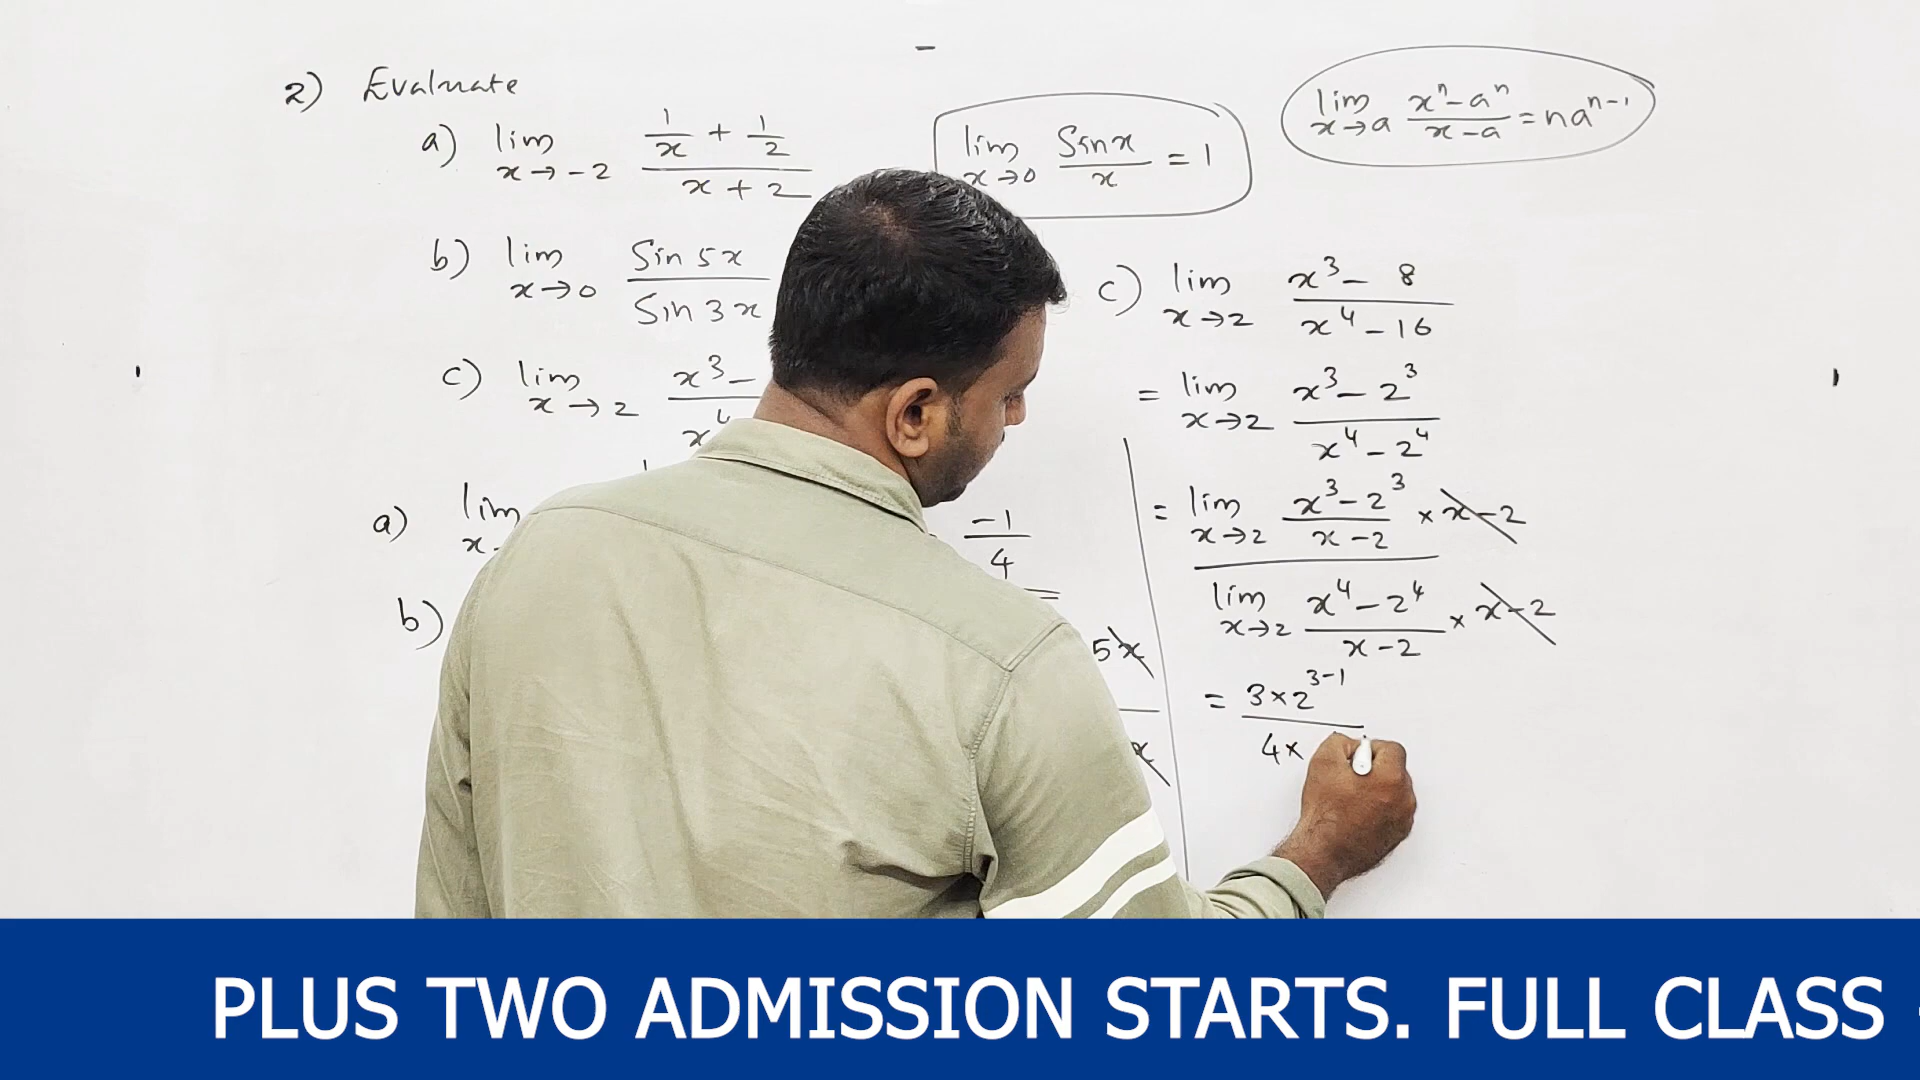 2) Evaluate
a) lim x→-2 (1/x + 1/2)/(x + 2)
lim x→0 Sin x/x = 1
lim x→a (xⁿ - aⁿ)/(x - a) = naⁿ⁻¹
b) lim x→0 Sin 5x/Sin 3x
c) lim x→2 x³ -
a) lim
-1/4
b)
5x
x
c) lim x→2 (x³ - 8)/(x⁴ - 16)
= lim x→2 (x³ - 2³)/(x⁴ - 2⁴)
= lim x→2 (x³ - 2³)/(x - 2) × x - 2
lim x→2 (x⁴ - 2⁴)/(x - 2) × x - 2
= 3 × 2³⁻¹
4 ×
PLUS TWO ADMISSION STARTS. FULL CLASS